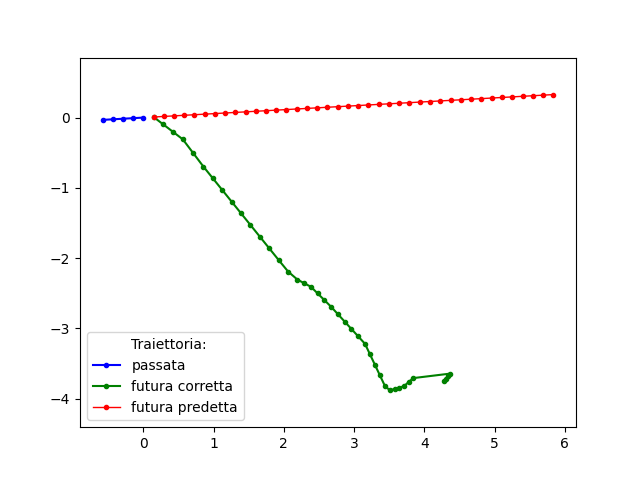 0
−1
−2
−3
−4
Traiettoria:
passata
futura corretta
futura predetta
0 1 2 3 4 5 6